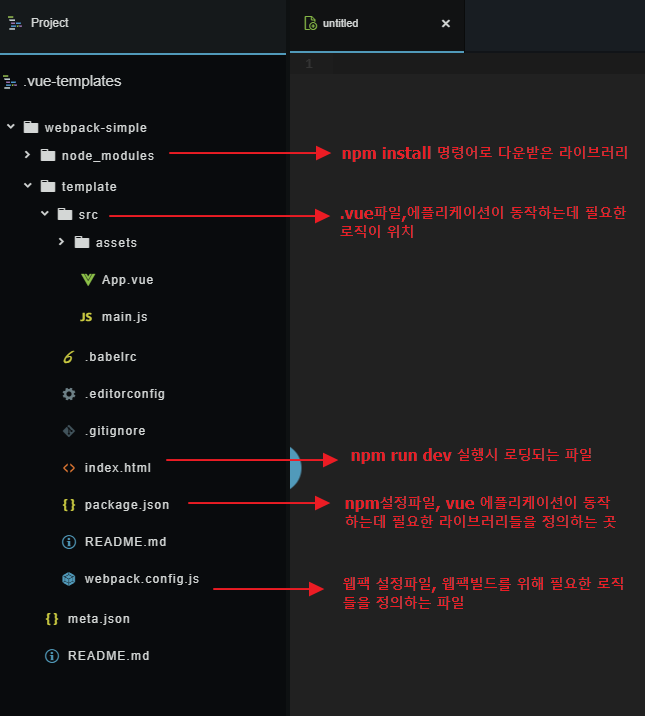 Project
untitled
1
.vue-templates
webpack-simple
node_modules
npm install 명령어로 다운받은 라이브러리
template
src
.vue파일,에플리케이션이 동작하는데 필요한
로직이 위치
assets
App.vue
JS main.js
.babelrc
.editorconfig
.gitignore
index.html
npm run dev 실행시 로딩되는 파일
package.json
npm설정파일, vue 에플리케이션이 동작
하는데 필요한 라이브러리들을 정의하는 곳
README.md
webpack.config.js
웹팩 설정파일, 웹팩빌드를 위해 필요한 로직
들을 정의하는 파일
meta.json
README.md